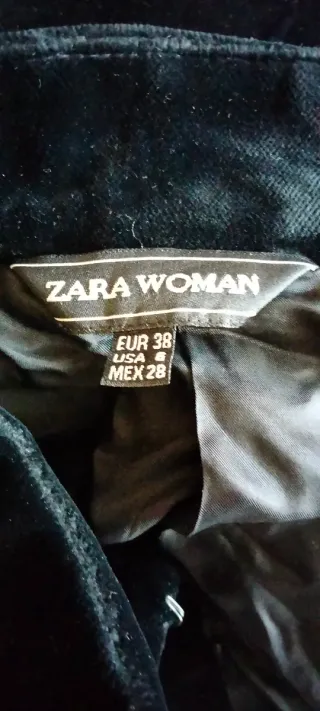 ZARA WOMAN
EUR 38
USA 6
MEX 28